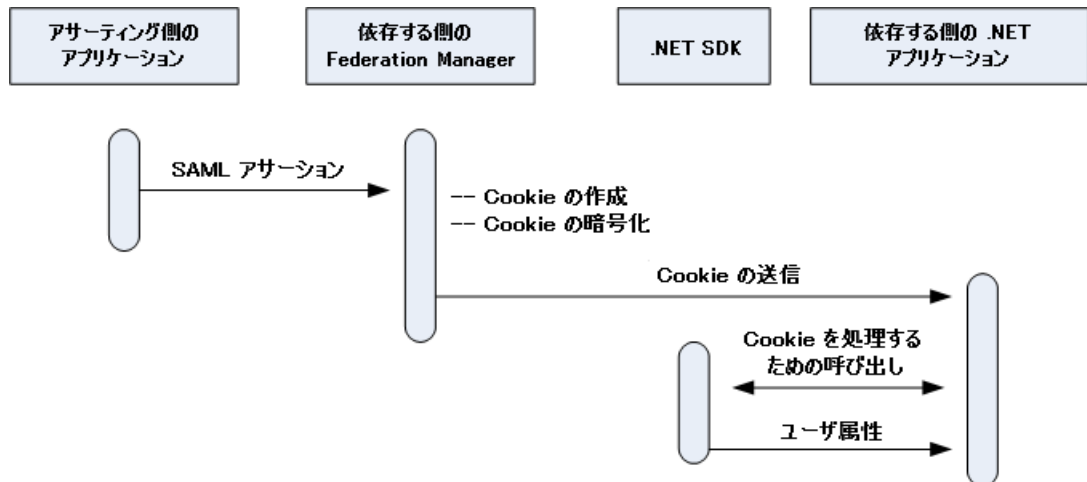 アサーティング側の
アプリケーション
依存する側の
Federation Manager
.NET SDK
依存する側の .NET
アプリケーション
SAML アサーション
-- Cookie の作成
-- Cookie の暗号化
Cookie の送信
Cookie を処理する
ための呼び出し
ユーザ属性